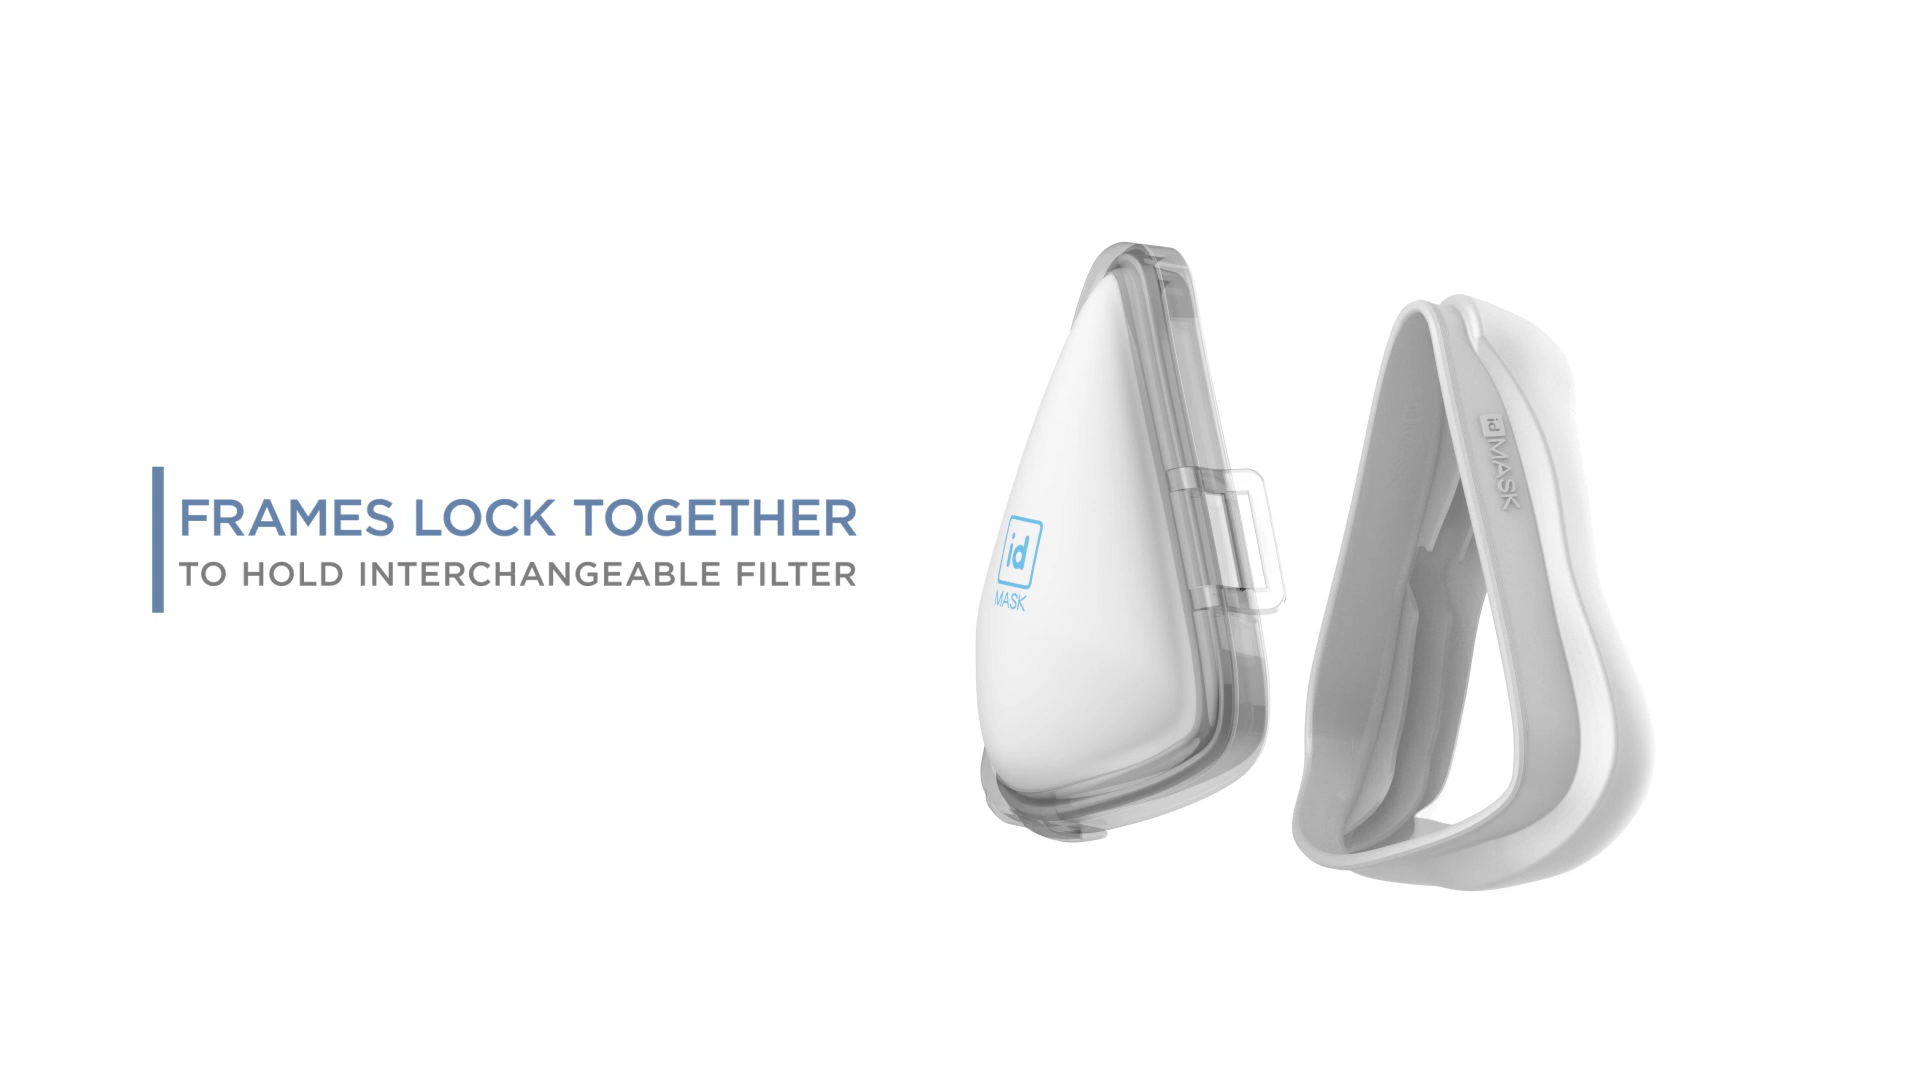 FRAMES LOCK TOGETHER
TO HOLD INTERCHANGEABLE FILTER
id
MASK
id MASK